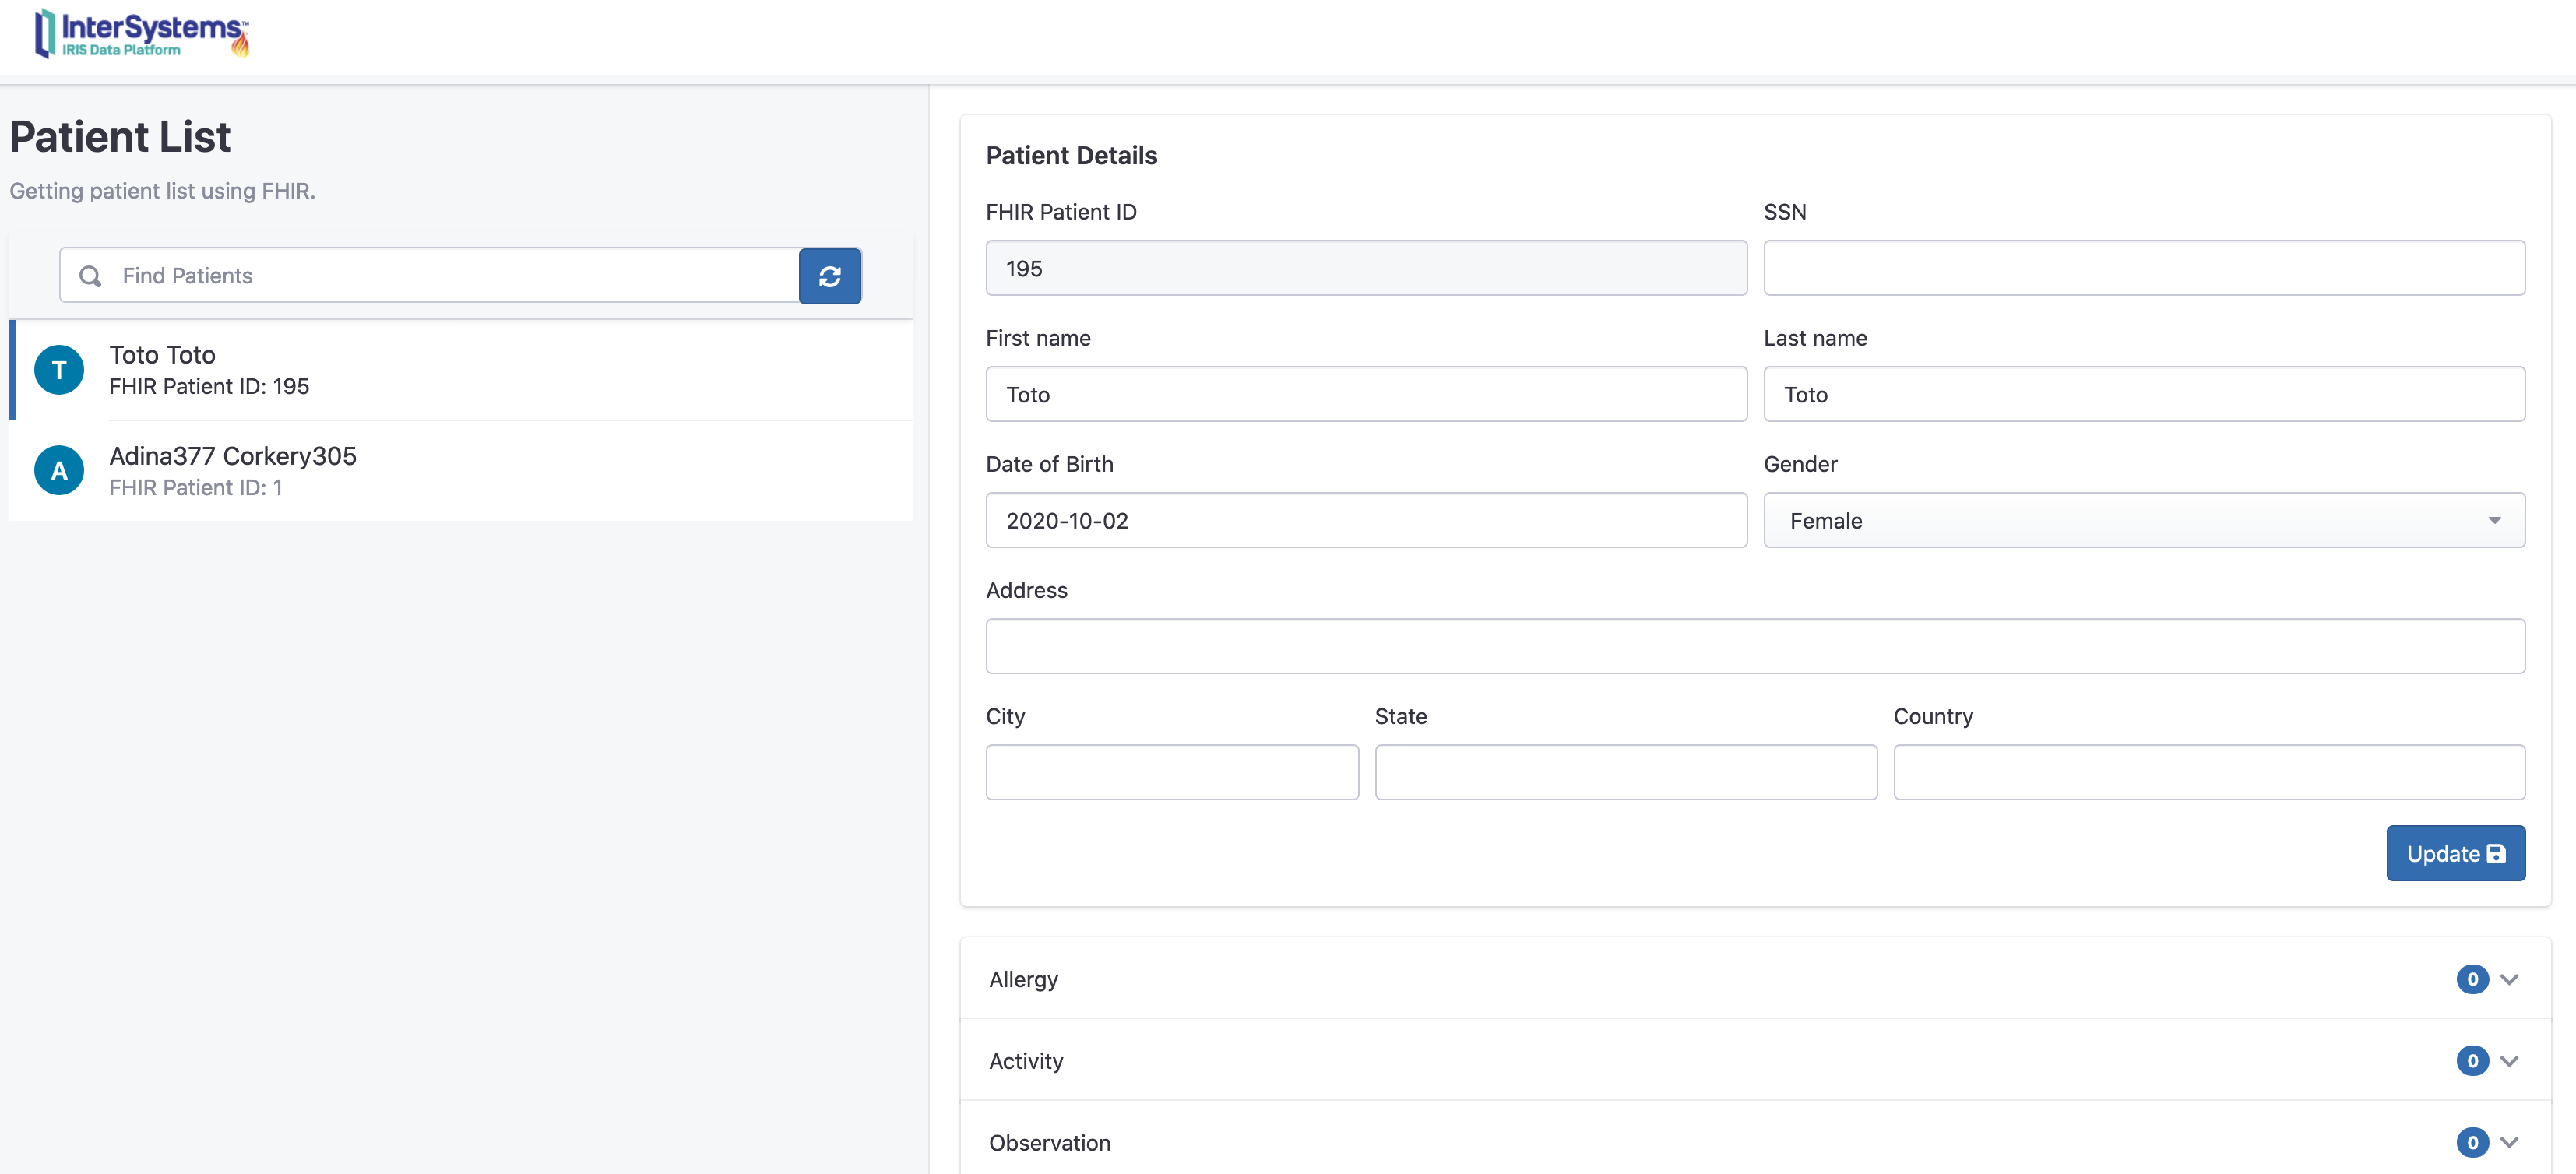 InterSystems™
IRIS Data Platform
Patient List
Getting patient list using FHIR.
Find Patients
T
Toto Toto
FHIR Patient ID: 195
A
Adina377 Corkery305
FHIR Patient ID: 1
Patient Details
FHIR Patient ID
SSN
195
First name
Last name
Toto
Toto
Date of Birth
Gender
2020-10-02
Female
Address
City
State
Country
Update
Allergy
0
Activity
0
Observation
0